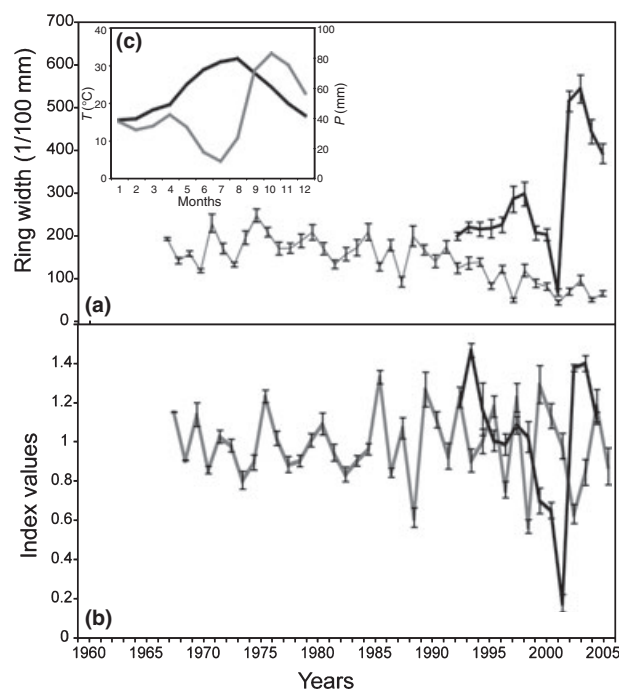 700
600
500
400
300
200
100
0
Ring width (1/100 mm)
(a)
(c)
40
30
20
10
0
T (°C)
100
80
60
40
20
0
P (mm)
1 2 3 4 5 6 7 8 9 10 11 12
Months
1.4
1.2
1
0.8
0.6
0.4
0.2
0
Index values
(b)
1960 1965 1970 1975 1980 1985 1990 1995 2000 2005
Years